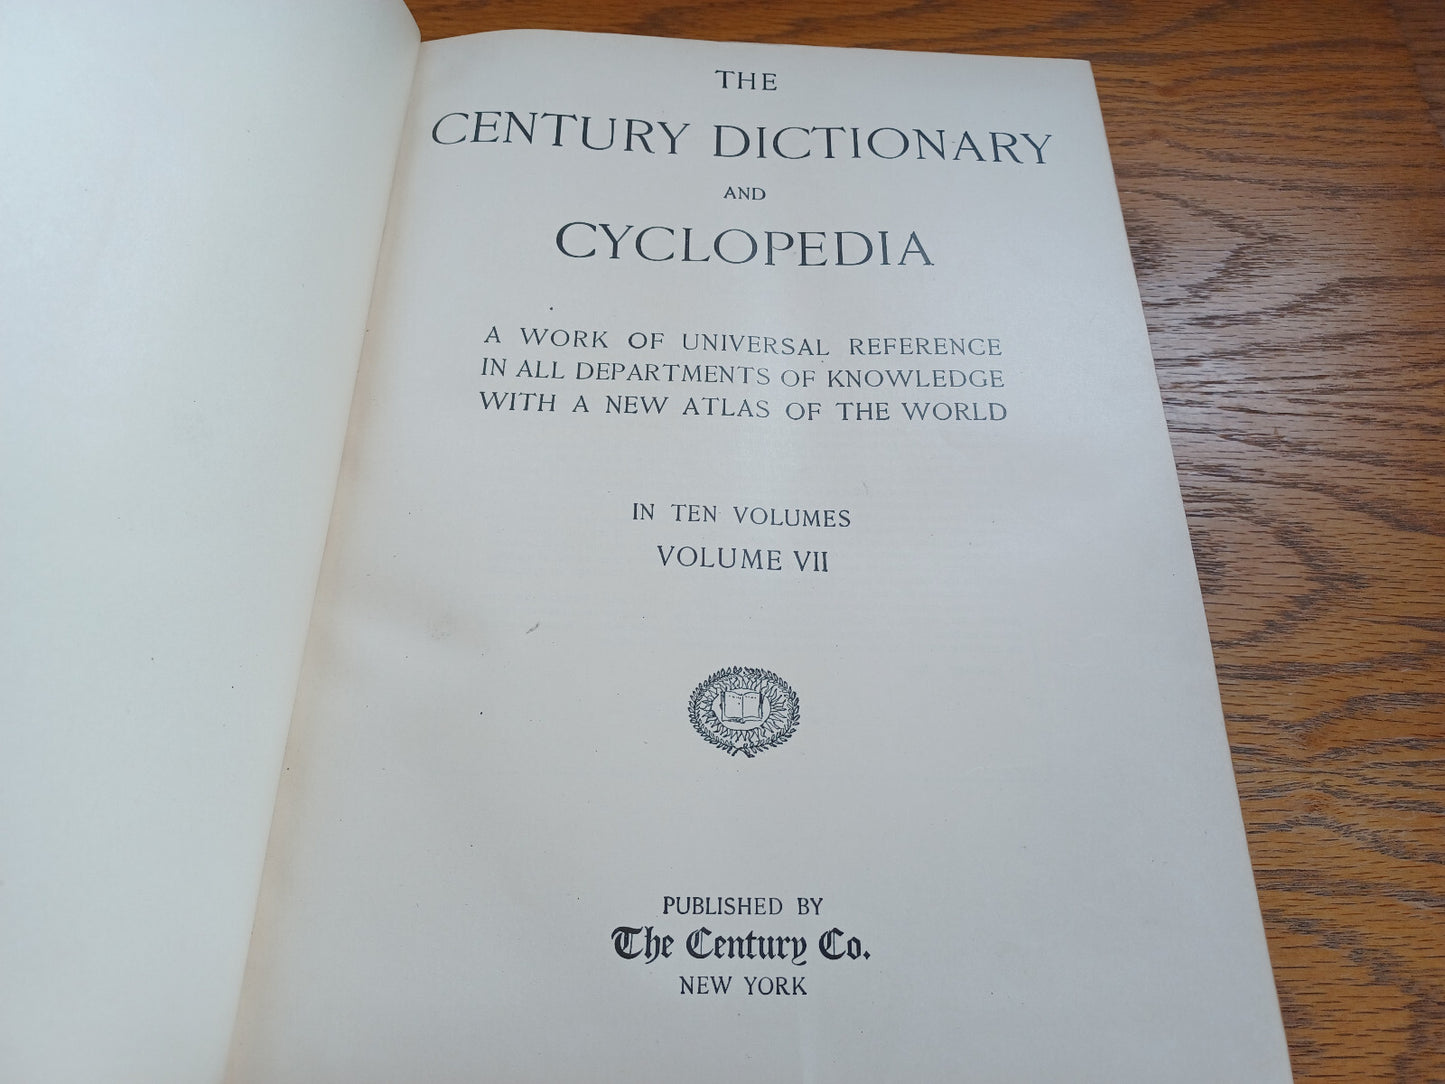 THE
CENTURY DICTIONARY
AND
CYCLOPEDIA
A WORK OF UNIVERSAL REFERENCE
IN ALL DEPARTMENTS OF KNOWLEDGE
WITH A NEW ATLAS OF THE WORLD
IN TEN VOLUMES
VOLUME VII
PUBLISHED BY
The Century Co.
NEW YORK